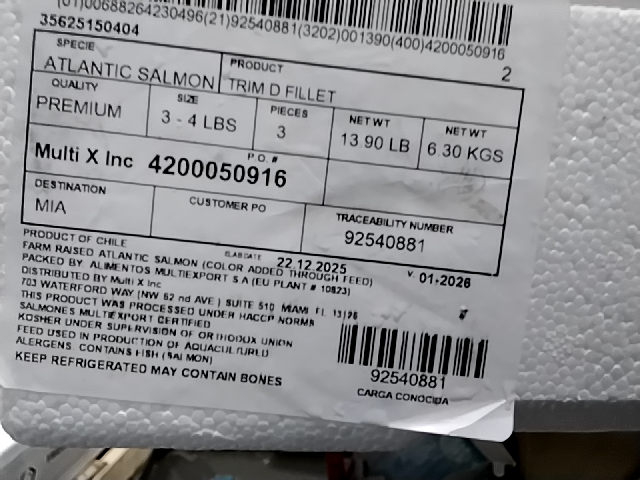 (01)00688264230496(21)92540881(3202)001390(400)4200050916
35625150404
2
SPECIE
ATLANTIC SALMON
PRODUCT
TRIM D FILLET
QUALITY
PREMIUM
SIZE
3 - 4 LBS
PIECES
3
NET WT
13.90 LB
NET WT
6.30 KGS
Multi X Inc
P.O. #
4200050916
DESTINATION
MIA
CUSTOMER PO
TRACEABILITY NUMBER
92540881
PRODUCT OF CHILE
ELAB DATE 22.12.2025
V. 01-2026
FARM RAISED ATLANTIC SALMON (COLOR ADDED THROUGH FEED)
PACKED BY ALIMENTOS MULTIEXPORT S A (EU PLANT # 10823)
DISTRIBUTED BY Multi X Inc
703 WATERFORD WAY (NW 62 nd AVE ) SUITE 510 MIAMI FL
THIS PRODUCT WAS PROCESSED UNDER HACCP NORMS
SALMONES MULTIEXPORT CERTIFIED
KOSHER UNDER SUPERVISION OF ORTHODOX UNION
FEED USED IN PRODUCTION OF AQUACULTURED
ALERGENS CONTAINS FISH (SALMON)
KEEP REFRIGERATED MAY CONTAIN BONES
92540881
CARGA CONOCIDA